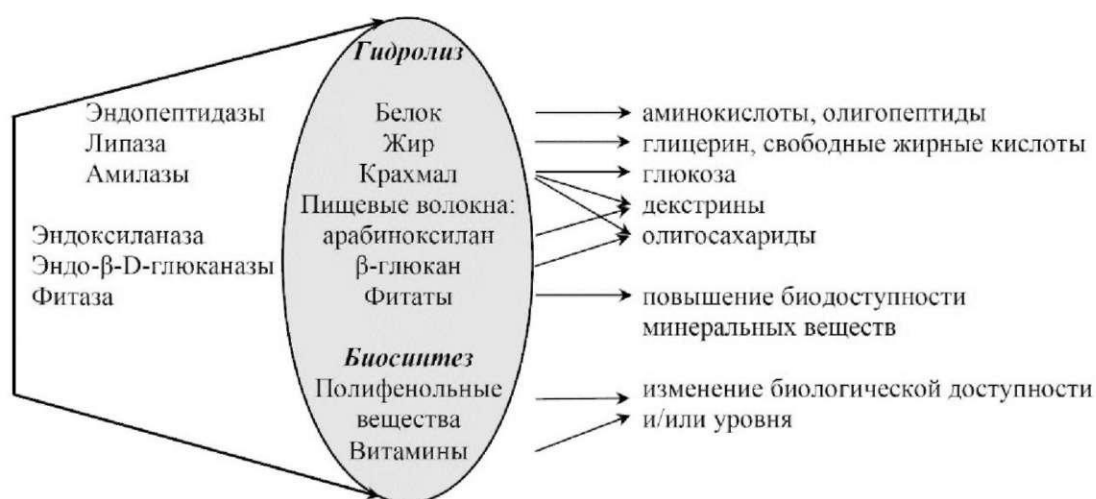 Гидролиз
Эндопептидазы Белок аминокислоты, олигопептиды
Липаза Жир глицерин, свободные жирные кислоты
Амилазы Крахмал глюкоза
Пищевые волокна: декстрины
Эндоксиланаза арабиноксилан олигосахариды
Эндо-β-D-глюканазы β-глюкан
Фитаза Фитаты повышение биодоступности
минеральных веществ
Биосинтез
Полифенольные изменение биологической доступности
вещества и/или уровня
Витамины